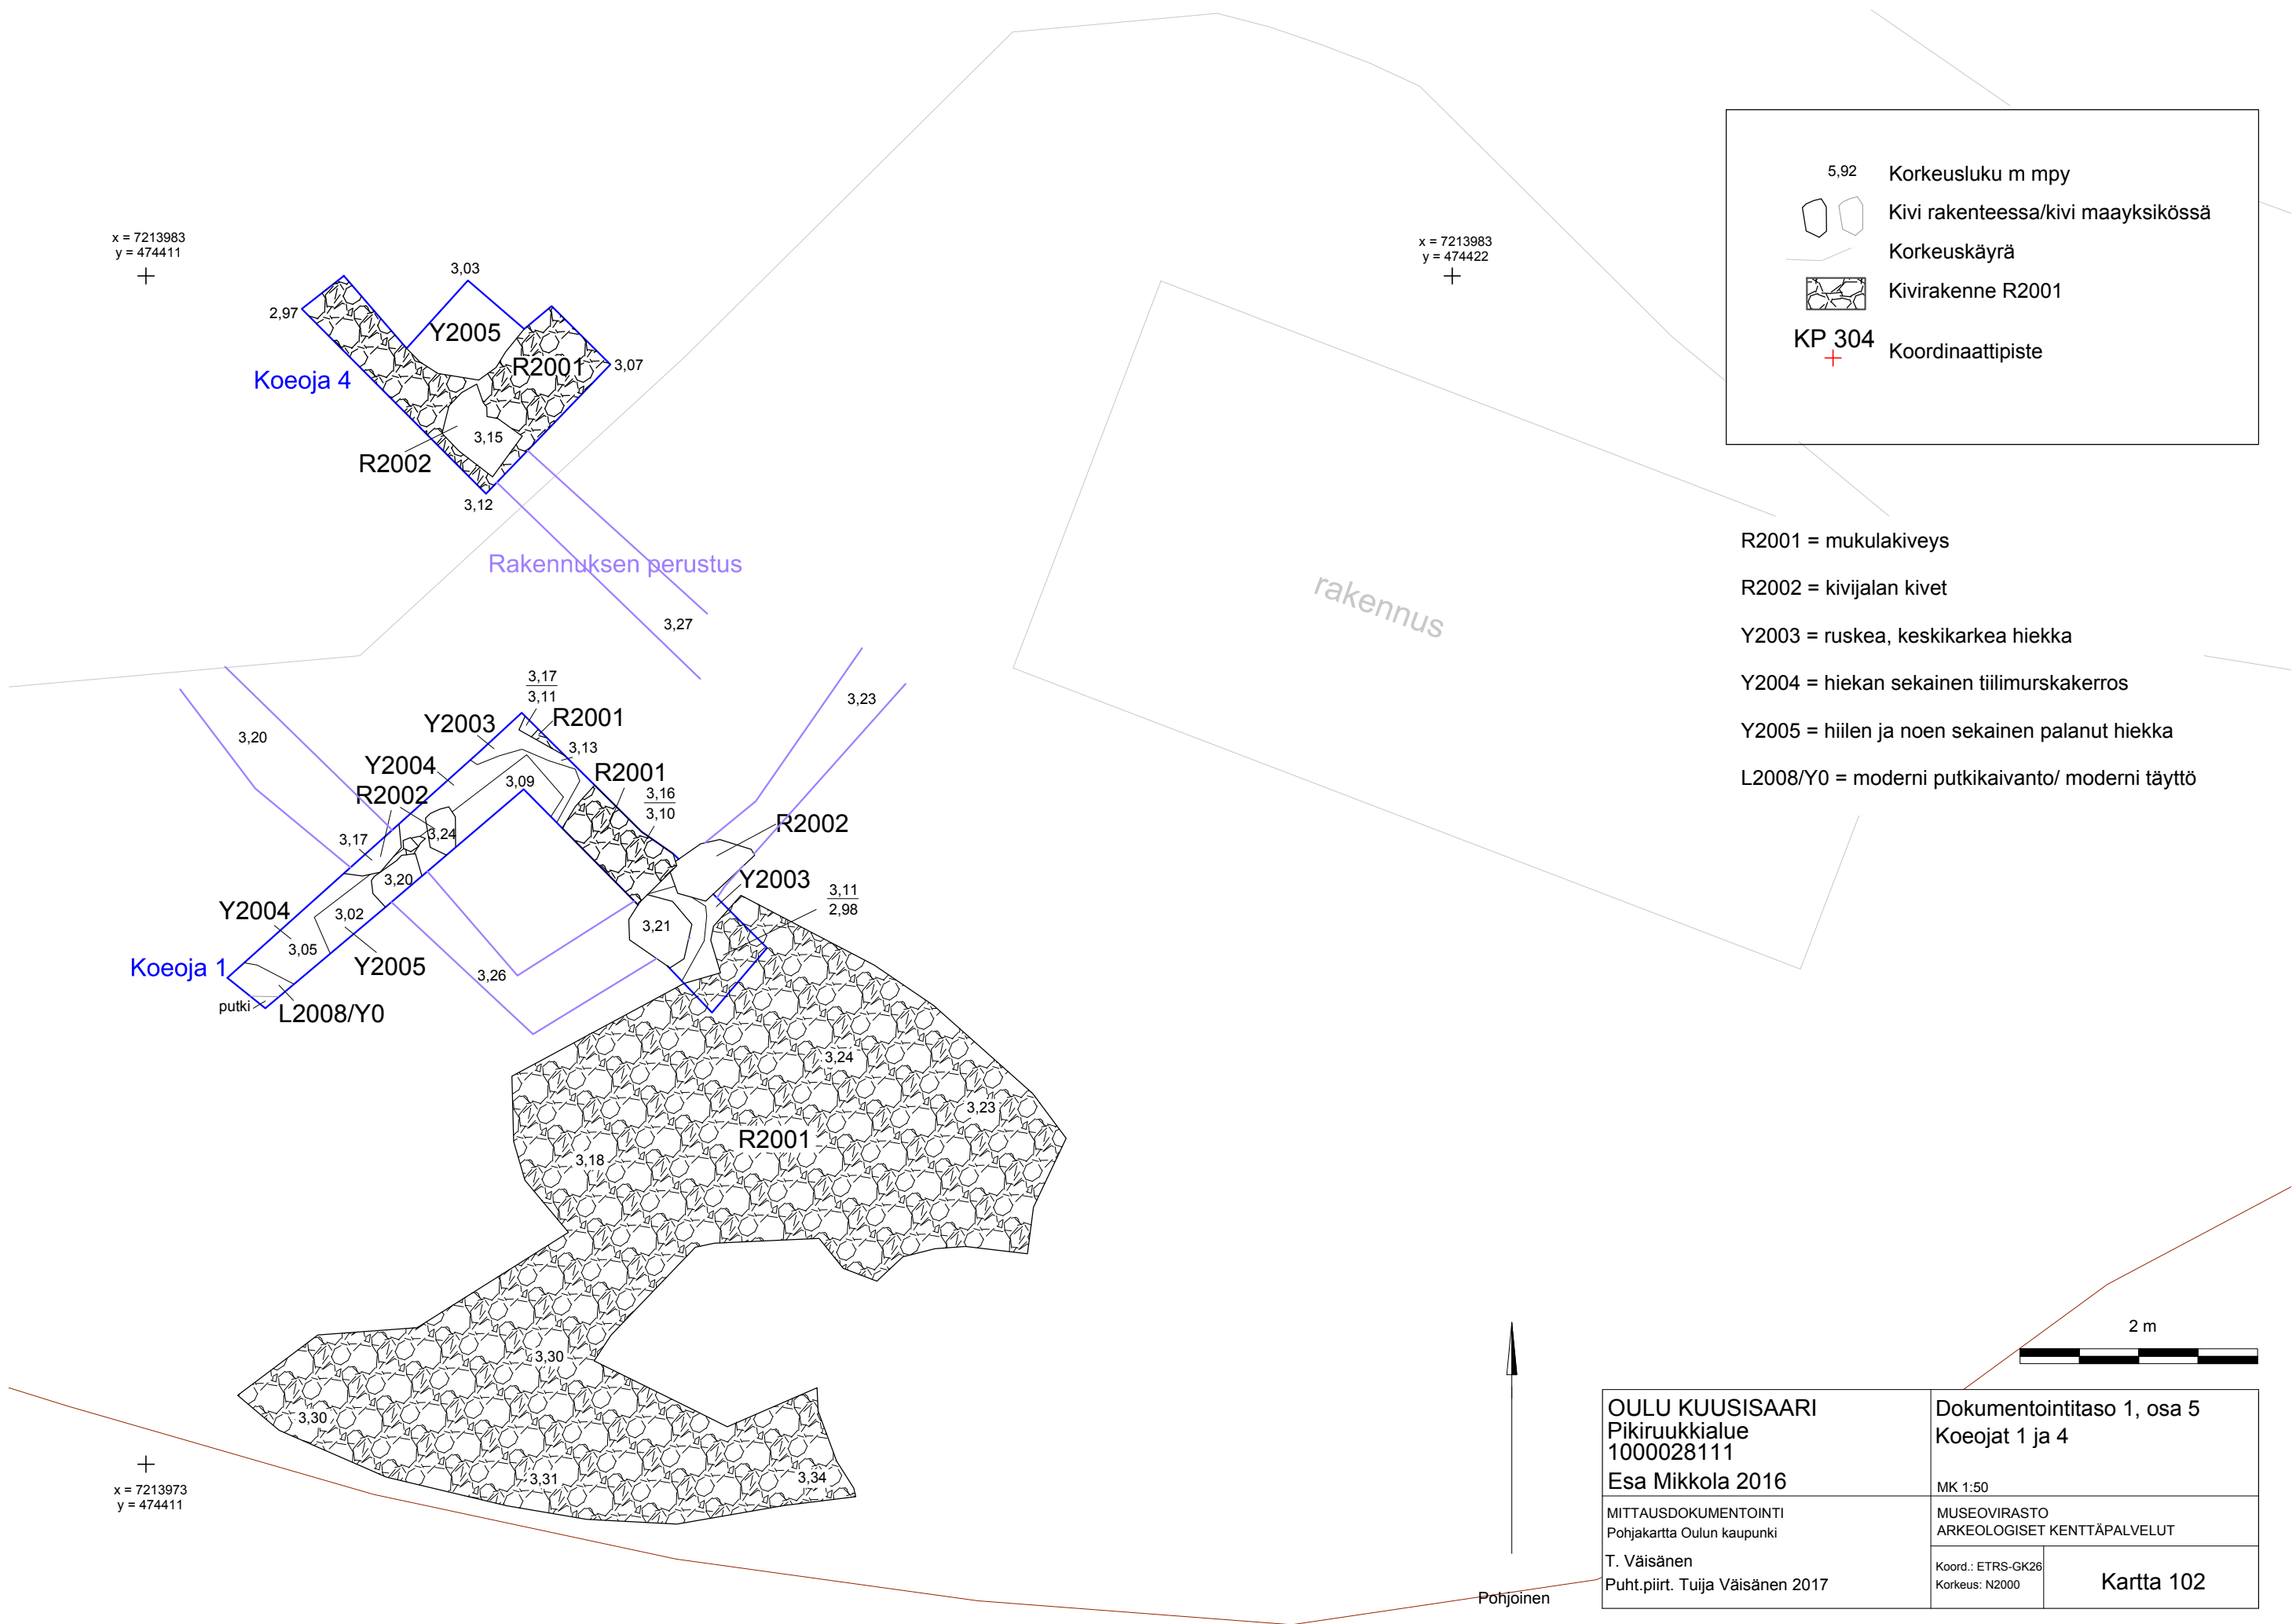 x = 7213983
y = 474411
x = 7213983
y = 474422
5,92 Korkeusluku m mpy
Kivi rakenteessa/kivi maayksikössä
Korkeuskäyrä
Kivirakenne R2001
KP 304
Koordinaattipiste
3,03
2,97
Y2005
R2001
3,07
Koeoja 4
3,15
R2002
3,12
Rakennuksen perustus
3,27
rakennus
R2001 = mukulakiveys
R2002 = kivijalan kivet
Y2003 = ruskea, keskikarkea hiekka
Y2004 = hiekan sekainen tiilimurskakerros
Y2005 = hiilen ja noen sekainen palanut hiekka
L2008/Y0 = moderni putkikaivanto/ moderni täyttö
3,17
3,11
R2001
Y2003
3,20
3,23
3,13
Y2004
R2001
3,09
R2002
3,16
3,10
3,17
3,24
R2002
3,20
Y2003
3,11
2,98
Y2004
3,02
3,21
3,05
Koeoja 1
Y2005
3,26
putki
L2008/Y0
3,24
3,23
R2001
3,18
3,30
3,30
3,31
3,34
x = 7213973
y = 474411
Pohjoinen
2 m
OULU KUUSISAARI
Pikiruukkialue
1000028111
Esa Mikkola 2016
Dokumentointitaso 1, osa 5
Koeojat 1 ja 4
MK 1:50
MITTAUSDOKUMENTOINTI
Pohjakartta Oulun kaupunki
T. Väisänen
Puht.piirt. Tuija Väisänen 2017
MUSEOVIRASTO
ARKEOLOGISET KENTTÄPALVELUT
Koord.: ETRS-GK26
Korkeus: N2000
Kartta 102